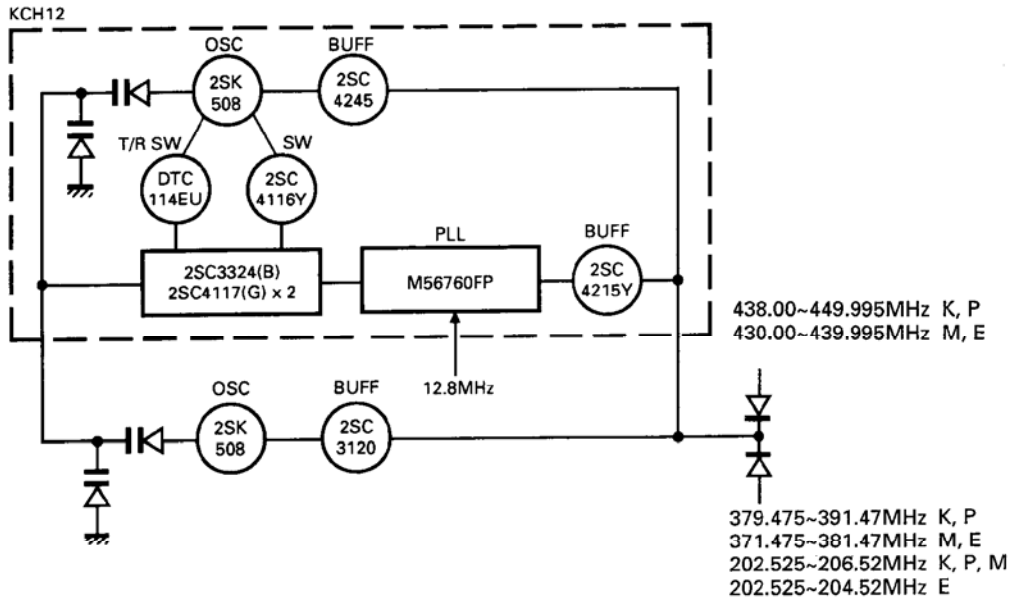 KCH12
OSC
BUFF
2SK
508
2SC
4245
T/R SW
SW
DTC
114EU
2SC
4116Y
PLL
BUFF
2SC3324(B)
2SC4117(G) x 2
M56760FP
2SC
4215Y
438.00~449.995MHz K, P
430.00~439.995MHz M, E
12.8MHz
OSC
BUFF
2SK
508
2SC
3120
379.475~391.47MHz K, P
371.475~381.47MHz M, E
202.525~206.52MHz K, P, M
202.525~204.52MHz E